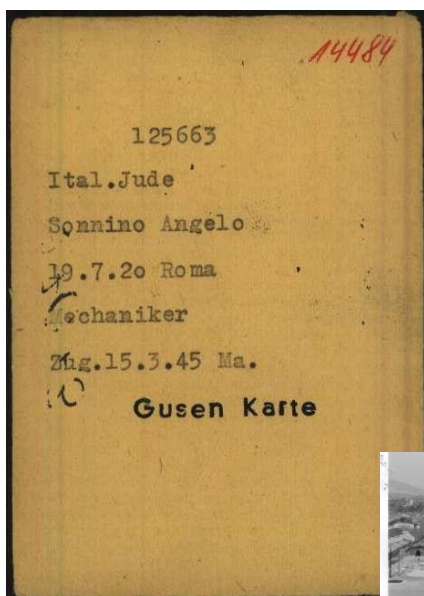 14484
125663
Ital.Jude
Sonnino Angelo
19.7.2o Roma
Mechaniker
Zug.15.3.45 Ma.
Gusen Karte